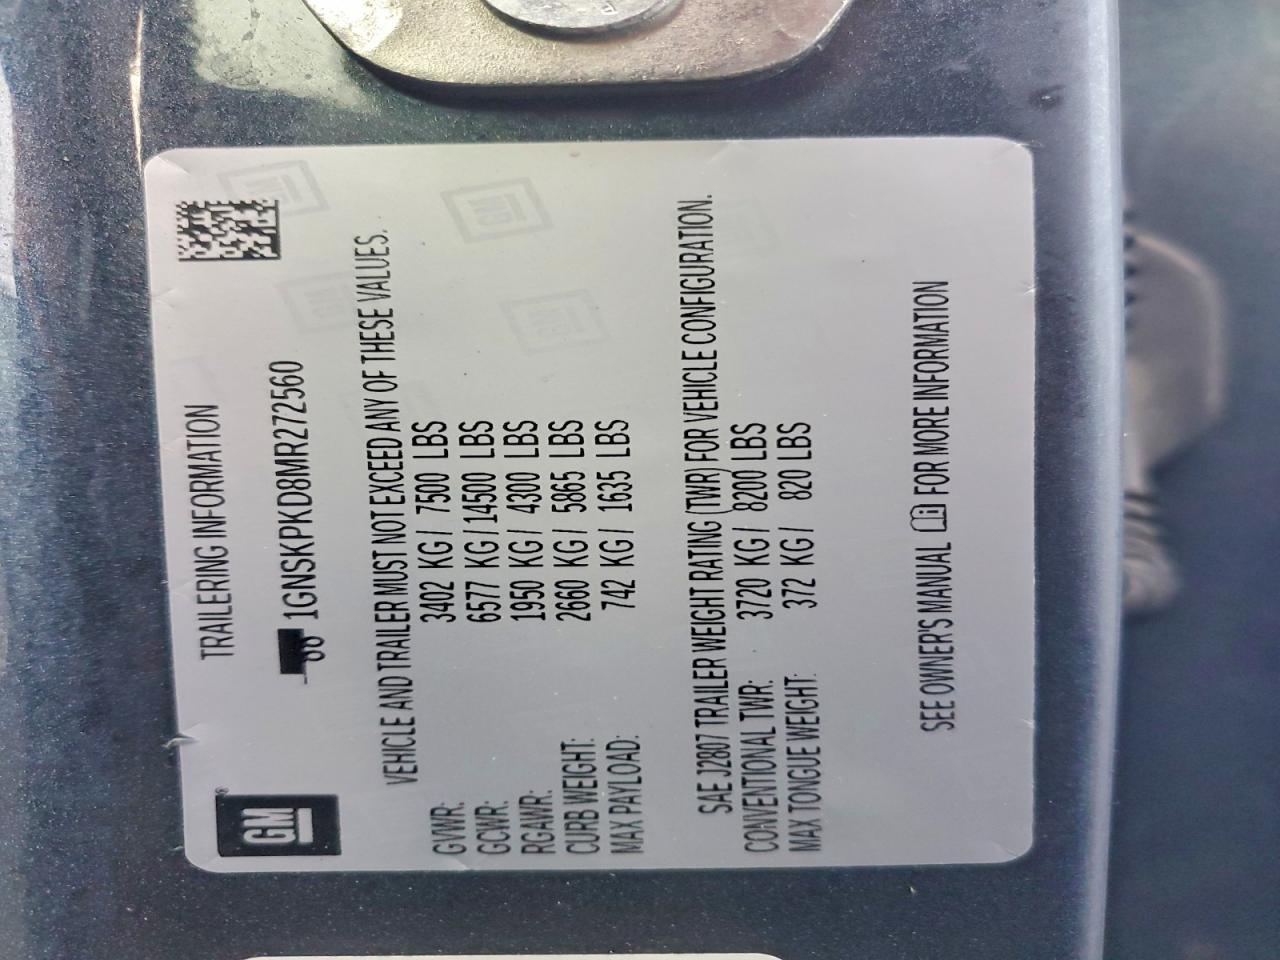 GM
TRAILERING INFORMATION
1GNSKPKD8MR272560
VEHICLE AND TRAILER MUST NOT EXCEED ANY OF THESE VALUES.
GVWR: 3402 KG / 7500 LBS
GCWR: 6577 KG / 14500 LBS
RGAWR: 1950 KG / 4300 LBS
CURB WEIGHT: 2660 KG / 5865 LBS
MAX PAYLOAD: 742 KG / 1635 LBS
SAE J2807 TRAILER WEIGHT RATING (TWR) FOR VEHICLE CONFIGURATION.
CONVENTIONAL TWR: 3720 KG / 8200 LBS
MAX TONGUE WEIGHT: 372 KG / 820 LBS
SEE OWNER'S MANUAL FOR MORE INFORMATION